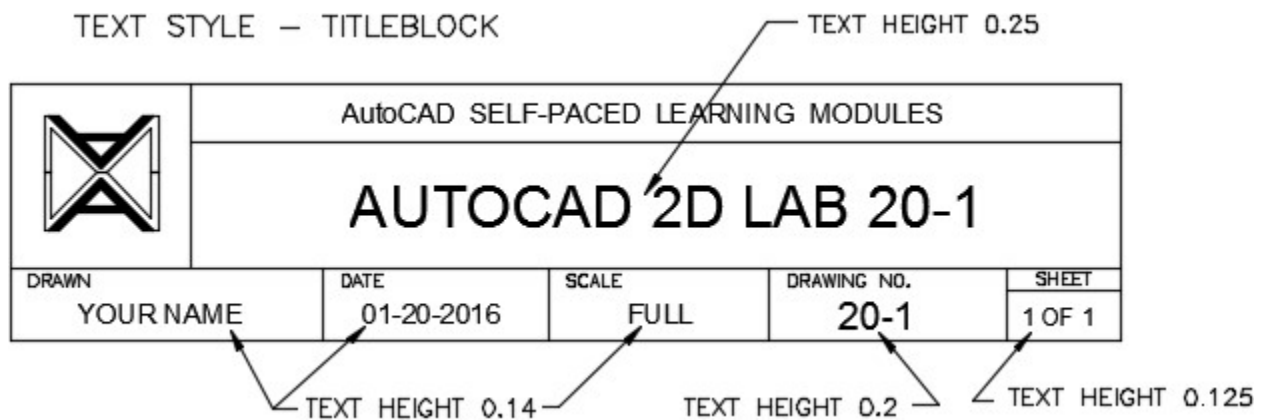 TEXT STYLE – TITLEBLOCK
TEXT HEIGHT 0.25
AutoCAD SELF-PACED LEARNING MODULES
AUTOCAD 2D LAB 20-1
DRAWN
YOUR NAME
DATE
01-20-2016
SCALE
FULL
DRAWING NO.
20-1
SHEET
1 OF 1
TEXT HEIGHT 0.14
TEXT HEIGHT 0.2
TEXT HEIGHT 0.125